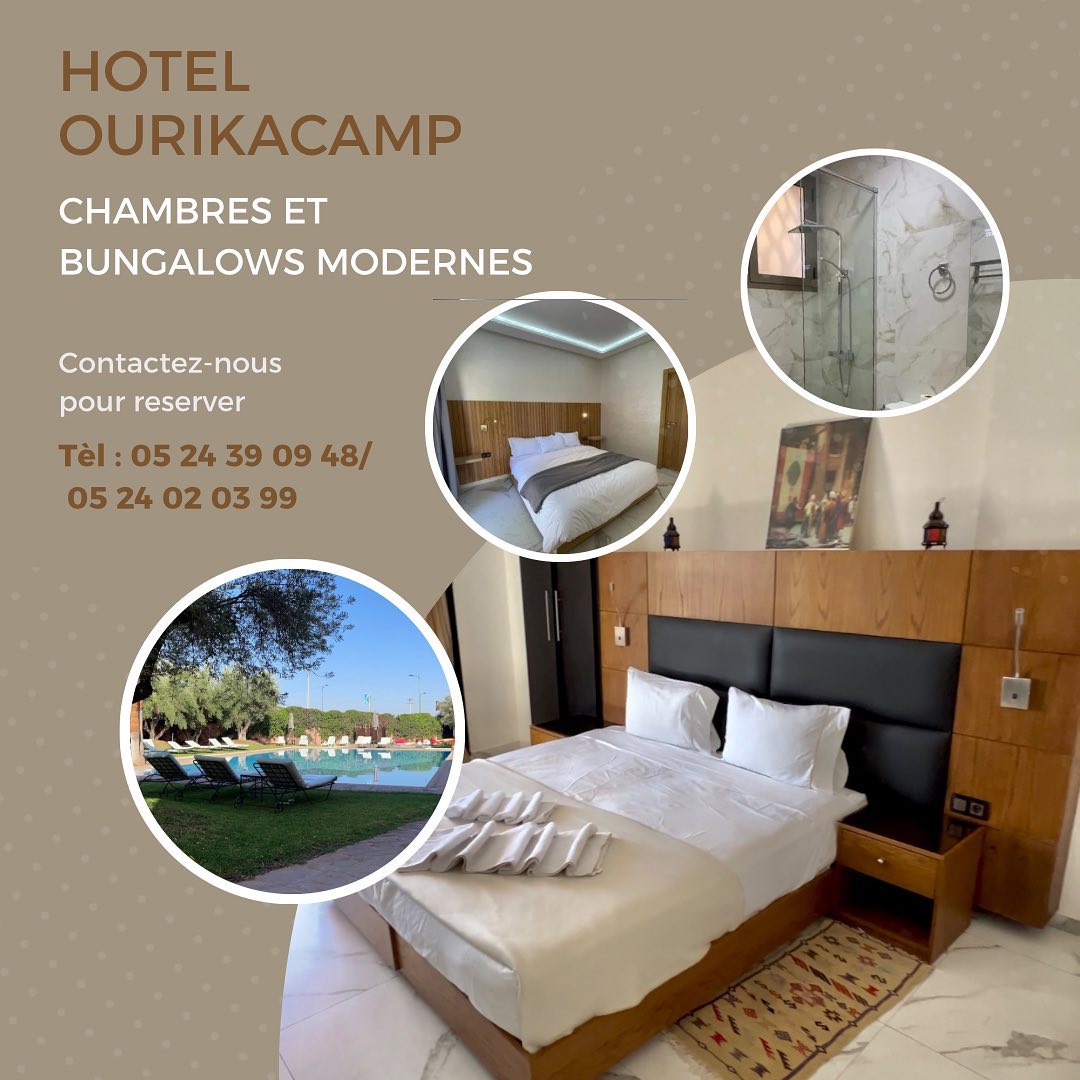 HOTEL
OURIKACAMP
CHAMBRES ET
BUNGALOWS MODERNES
Contactez-nous
pour reserver
Tèl : 05 24 39 09 48/
05 24 02 03 99